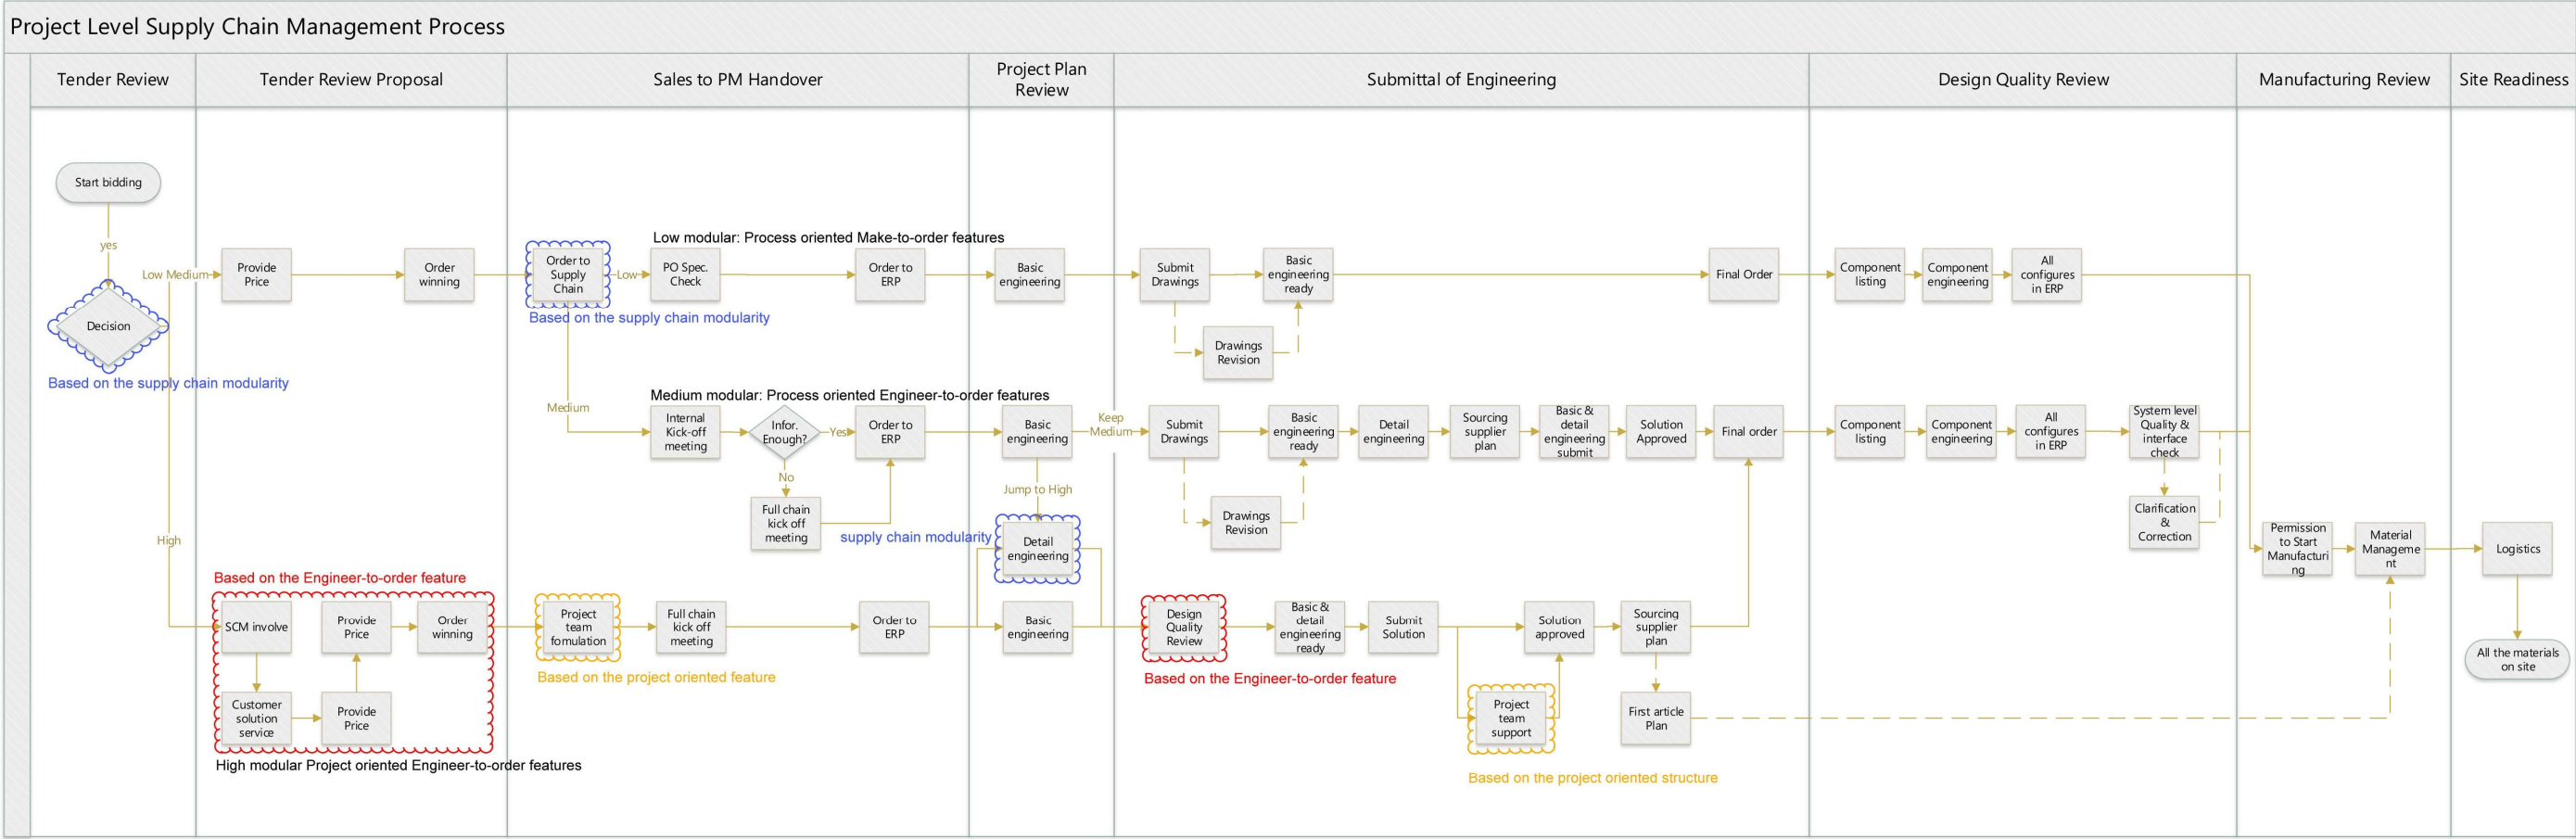 Project Level Supply Chain Management Process
Tender Review
Tender Review Proposal
Sales to PM Handover
Project Plan
Review
Submittal of Engineering
Design Quality Review
Manufacturing Review
Site Readiness
Start bidding
yes
Decision
Based on the supply chain modularity
Low Medium
High
Provide
Price
Order
winning
Order to
Supply
Chain
Based on the supply chain modularity
Low
Medium
Low modular: Process oriented Make-to-order features
PO Spec.
Check
Order to
ERP
Basic
engineering
Submit
Drawings
Drawings
Revision
Basic
engineering
ready
Final Order
Component
listing
Component
engineering
All
configures
in ERP
Medium modular: Process oriented Engineer-to-order features
Internal
Kick-off
meeting
Infor.
Enough?
Yes
No
Full chain
kick off
meeting
Order to
ERP
Basic
engineering
Keep
Medium
Jump to High
supply chain modularity
Detail
engineering
Submit
Drawings
Drawings
Revision
Basic
engineering
ready
Detail
engineering
Sourcing
supplier
plan
Basic &
detail
engineering
submit
Solution
Approved
Final order
Component
listing
Component
engineering
All
configures
in ERP
System level
Quality &
interface
check
Clarification
&
Correction
Permission
to Start
Manufacturi
ng
Material
Manageme
nt
Logistics
All the materials
on site
Based on the Engineer-to-order feature
SCM involve
Customer
solution
service
Provide
Price
Provide
Price
Order
winning
High modular Project oriented Engineer-to-order features
Project
team
fomulation
Based on the project oriented feature
Full chain
kick off
meeting
Order to
ERP
Basic
engineering
Design
Quality
Review
Based on the Engineer-to-order feature
Basic &
detail
engineering
ready
Submit
Solution
Project
team
support
Based on the project oriented structure
Solution
approved
Sourcing
supplier
plan
First article
Plan